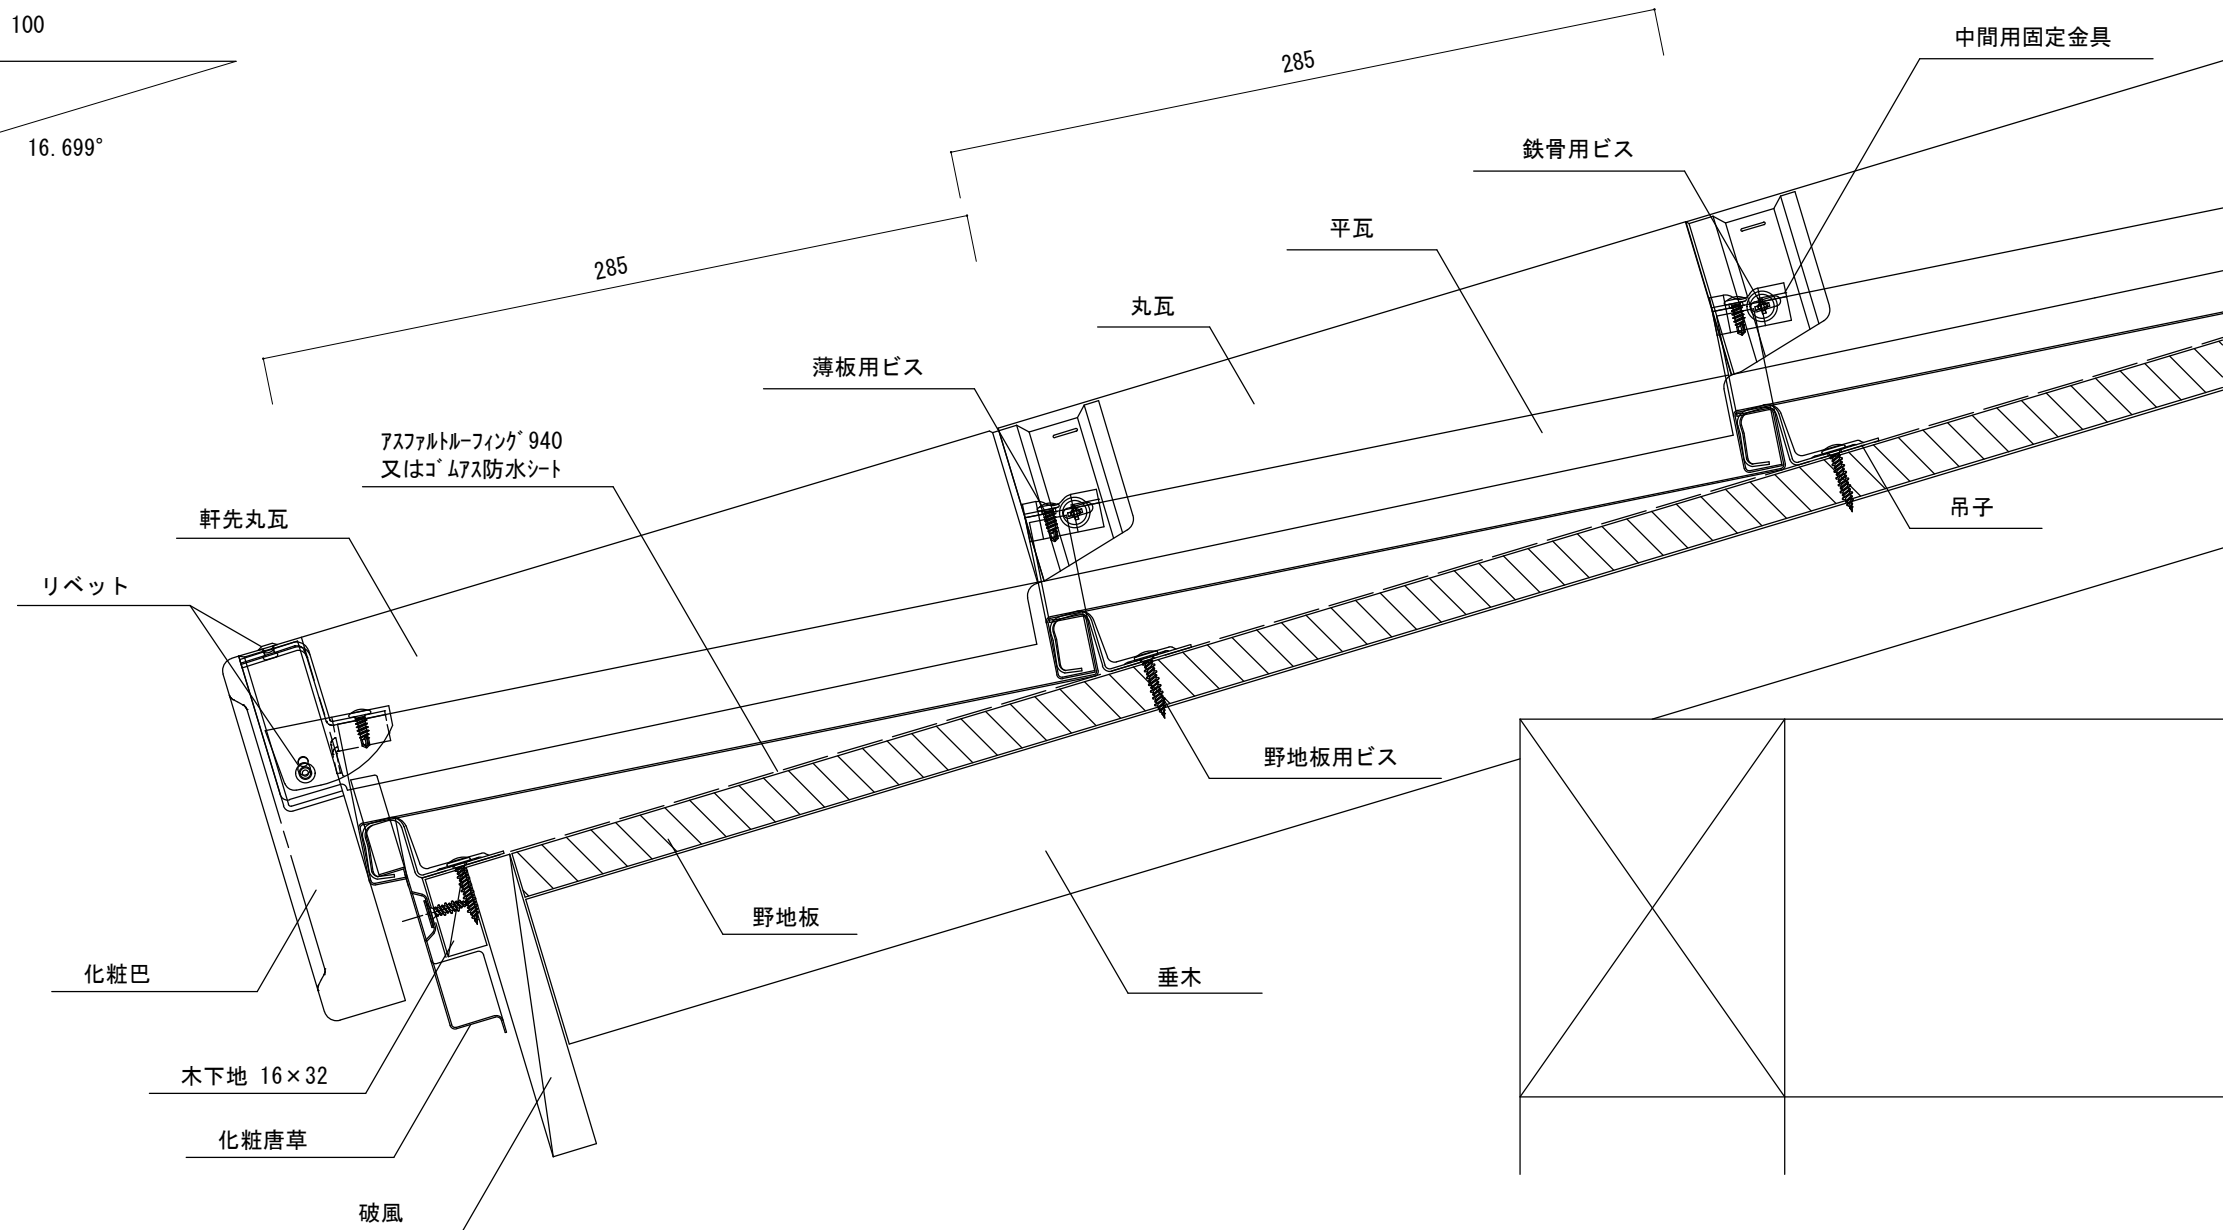 100
16.699°
285
中間用固定金具
鉄骨用ビス
平瓦
285
丸瓦
薄板用ビス
アスファルトルーフィング940
又はゴムアス防水シート
軒先丸瓦
吊子
リベット
野地板用ビス
野地板
化粧巴
垂木
木下地 16×32
化粧唐草
破風